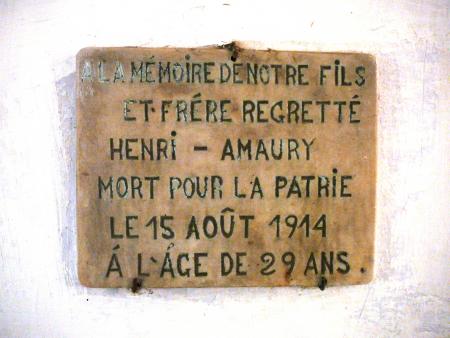 A LA MÉMOIRE DE NOTRE FILS
ET FRÉRE REGRETTÉ
HENRI - AMAURY
MORT POUR LA PATRIE
LE 15 AOÛT 1914
Á L'ÁGE DE 29 ANS.